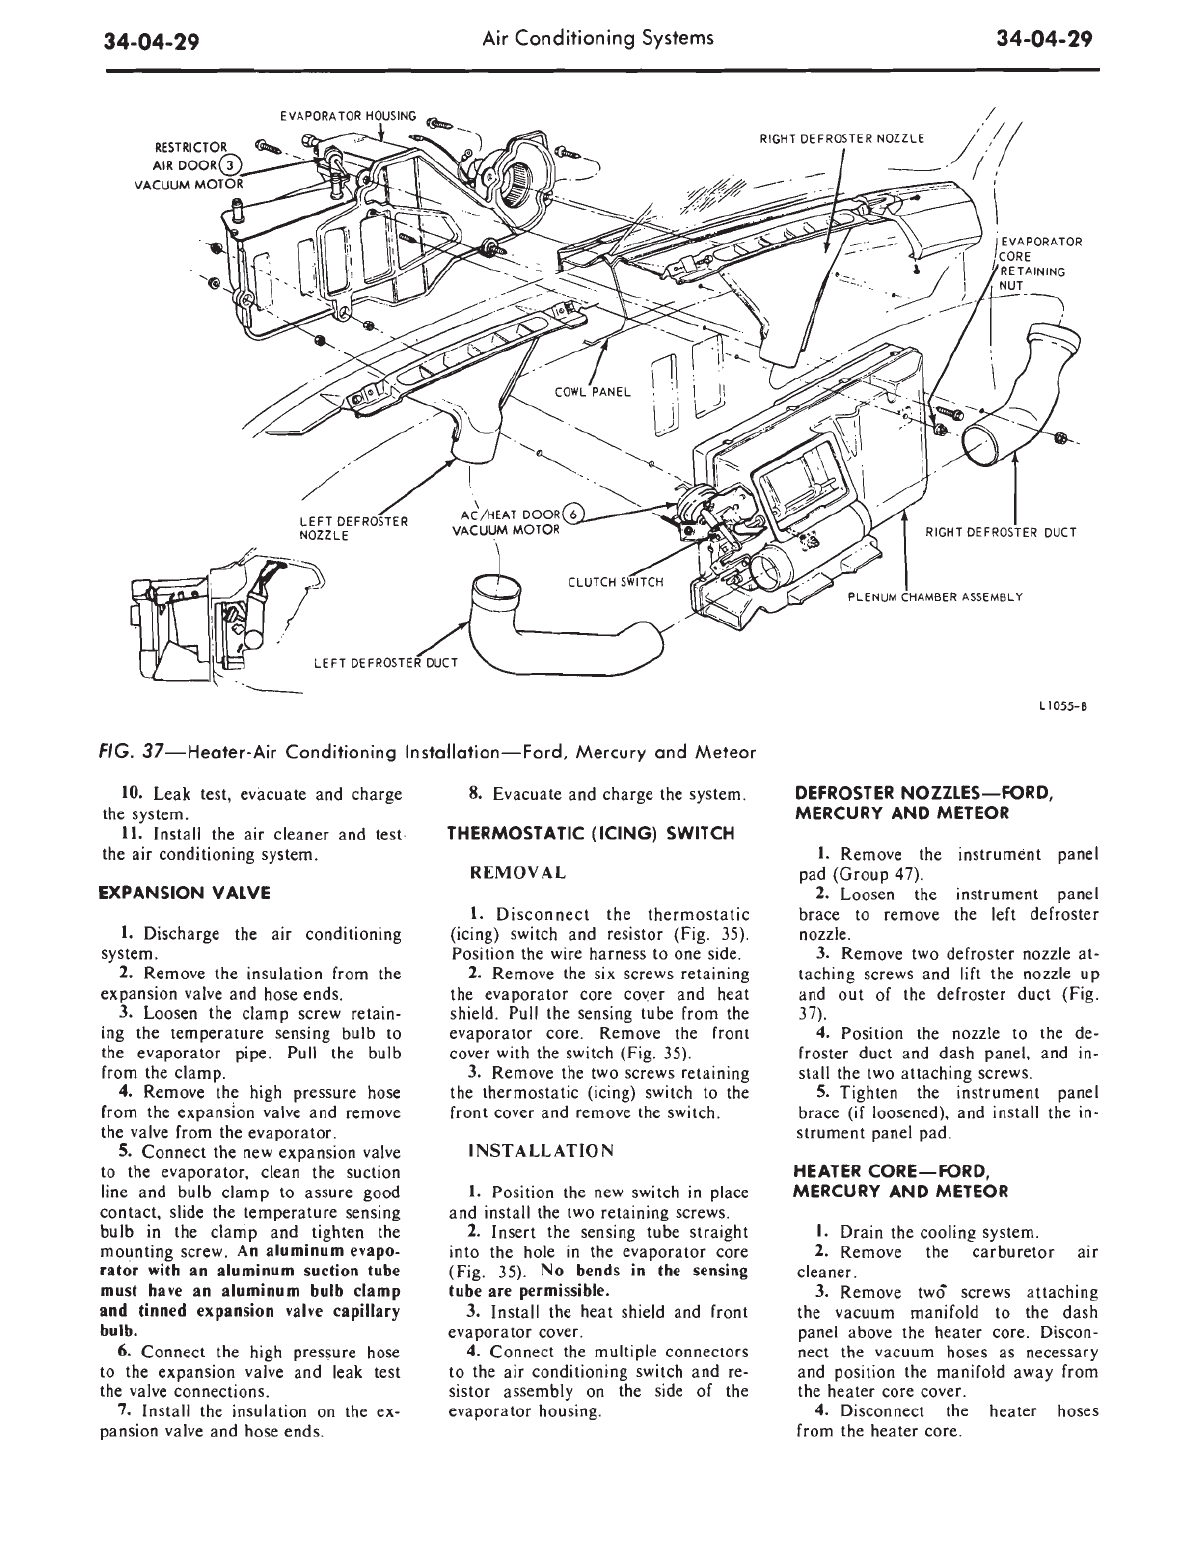 34-04-29
Air Conditioning Systems
34-04-29
EVAPORATOR HOUSING
RESTRICTOR
AIR DOOR 3
VACUUM MOTOR
RIGHT DEFROSTER NOZZLE
EVAPORATOR
CORE
RETAINING
NUT
COWL PANEL
LEFT DEFROSTER
NOZZLE
AC/HEAT DOOR 6
VACUUM MOTOR
RIGHT DEFROSTER DUCT
CLUTCH SWITCH
PLENUM CHAMBER ASSEMBLY
LEFT DEFROSTER DUCT
L1055-B
FIG. 37—Heater-Air Conditioning Installation—Ford, Mercury and Meteor
10. Leak test, evacuate and charge
the system.
11. Install the air cleaner and test
the air conditioning system.
EXPANSION VALVE
1. Discharge the air conditioning
system.
2. Remove the insulation from the
expansion valve and hose ends.
3. Loosen the clamp screw retain-
ing the temperature sensing bulb to
the evaporator pipe. Pull the bulb
from the clamp.
4. Remove the high pressure hose
from the expansion valve and remove
the valve from the evaporator.
5. Connect the new expansion valve
to the evaporator, clean the suction
line and bulb clamp to assure good
contact, slide the temperature sensing
bulb in the clamp and tighten the
mounting screw. An aluminum evapo-
rator with an aluminum suction tube
must have an aluminum bulb clamp
and tinned expansion valve capillary
bulb.
6. Connect the high pressure hose
to the expansion valve and leak test
the valve connections.
7. Install the insulation on the ex-
pansion valve and hose ends.
8. Evacuate and charge the system.
THERMOSTATIC (ICING) SWITCH
REMOVAL
1. Disconnect the thermostatic
(icing) switch and resistor (Fig. 35).
Position the wire harness to one side.
2. Remove the six screws retaining
the evaporator core cover and heat
shield. Pull the sensing tube from the
evaporator core. Remove the front
cover with the switch (Fig. 35).
3. Remove the two screws retaining
the thermostatic (icing) switch to the
front cover and remove the switch.
INSTALLATION
1. Position the new switch in place
and install the two retaining screws.
2. Insert the sensing tube straight
into the hole in the evaporator core
(Fig. 35). No bends in the sensing
tube are permissible.
3. Install the heat shield and front
evaporator cover.
4. Connect the multiple connectors
to the air conditioning switch and re-
sistor assembly on the side of the
evaporator housing.
DEFROSTER NOZZLES—FORD,
MERCURY AND METEOR
1. Remove the instrument panel
pad (Group 47).
2. Loosen the instrument panel
brace to remove the left defroster
nozzle.
3. Remove two defroster nozzle at-
taching screws and lift the nozzle up
and out of the defroster duct (Fig.
37).
4. Position the nozzle to the de-
froster duct and dash panel, and in-
stall the two attaching screws.
5. Tighten the instrument panel
brace (if loosened), and install the in-
strument panel pad.
HEATER CORE—FORD,
MERCURY AND METEOR
1. Drain the cooling system.
2. Remove the carburetor air
cleaner.
3. Remove two screws attaching
the vacuum manifold to the dash
panel above the heater core. Discon-
nect the vacuum hoses as necessary
and position the manifold away from
the heater core cover.
4. Disconnect the heater hoses
from the heater core.